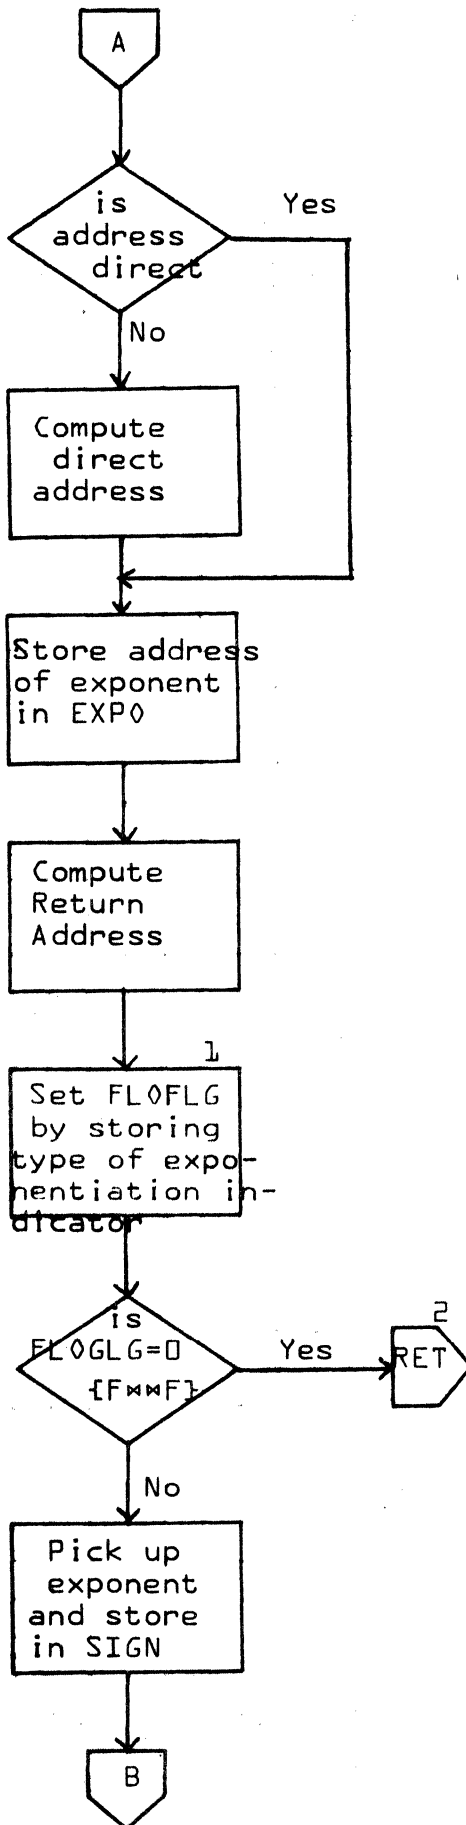 A
is
address
direct
Yes
No
Compute
direct
address
Store address
of exponent
in EXPO
Compute
Return
Address
1
Set FLOFLG
by storing
type of expo-
nentiation in-
dicator
is
FLOGLG=0
{F**F}
Yes
2
RET
No
Pick up
exponent
and store
in SIGN
B